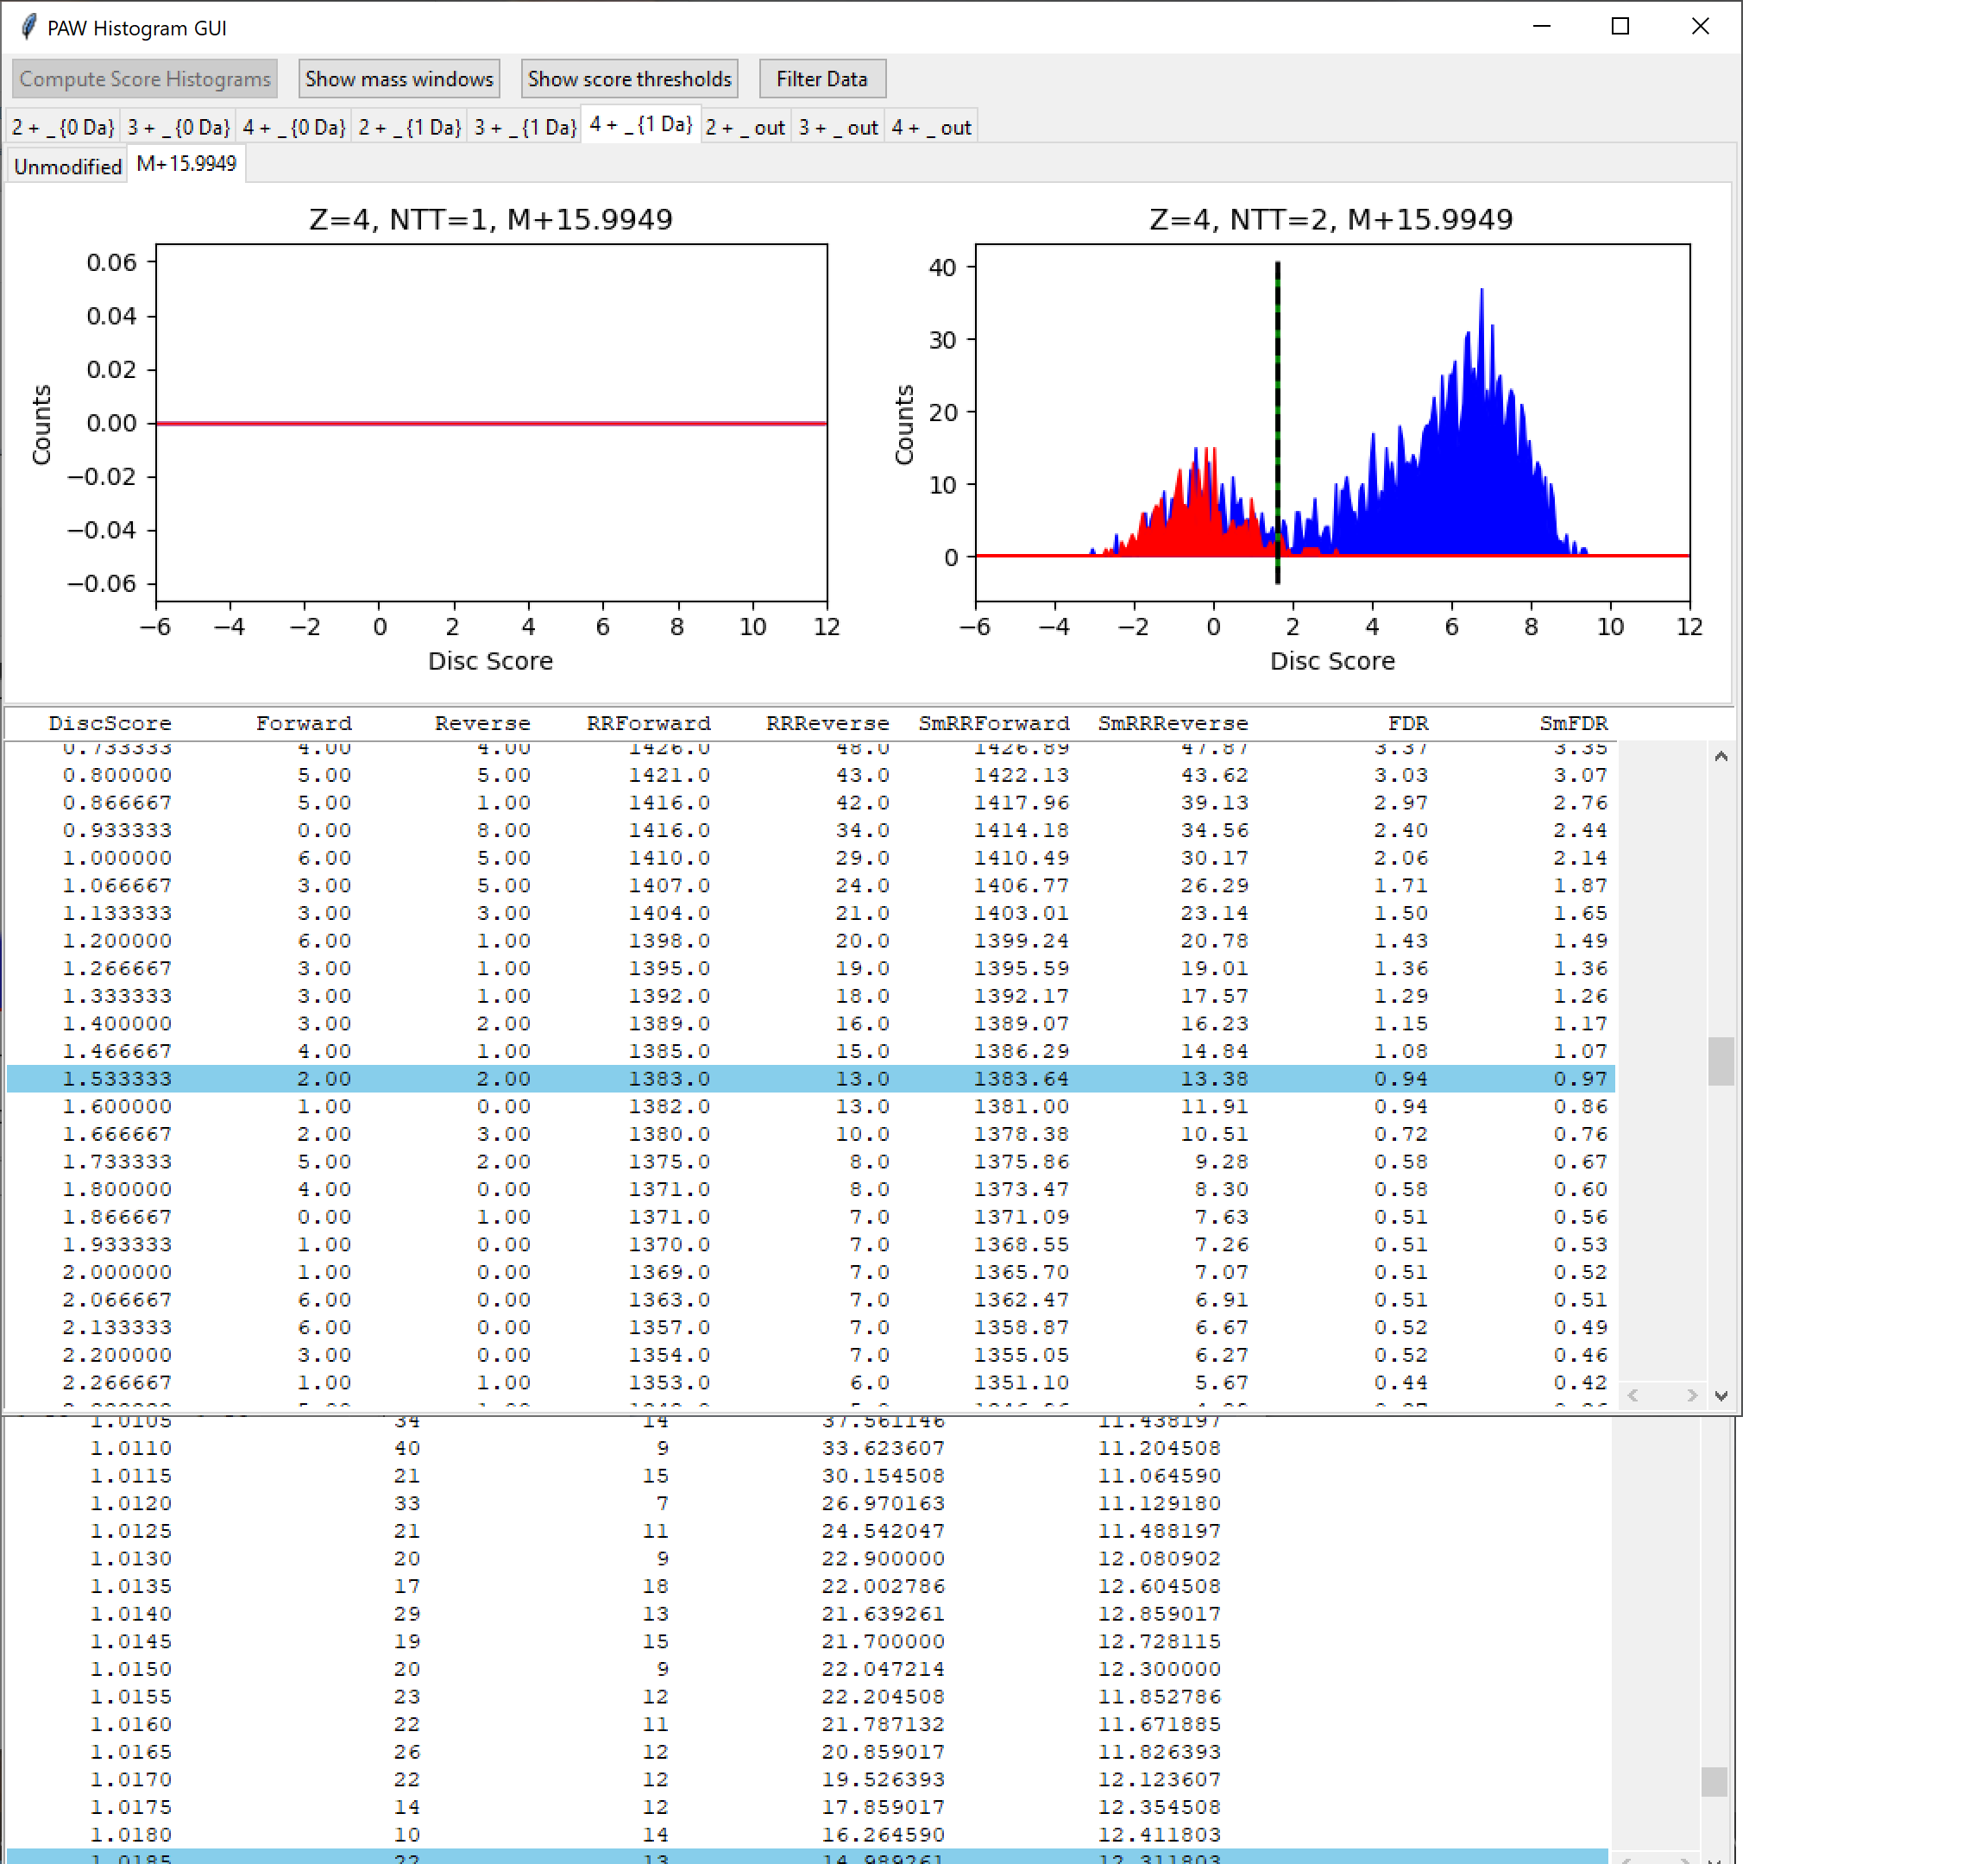 PAW Histogram GUI
Compute Score Histograms Show mass windows Show score thresholds Filter Data
2 + _ {0 Da} 3 + _ {0 Da} 4 + _ {0 Da} 2 + _ {1 Da} 3 + _ {1 Da} 4 + _ {1 Da} 2 + _ out 3 + _ out 4 + _ out
Unmodified M+15.9949
Z=4, NTT=1, M+15.9949
0.06
0.04
0.02
0.00
−0.02
−0.04
−0.06
Counts
−6 −4 −2 0 2 4 6 8 10 12
Disc Score
Z=4, NTT=2, M+15.9949
40
30
20
10
0
Counts
−6 −4 −2 0 2 4 6 8 10 12
Disc Score
DiscScore Forward Reverse RRForward RRReverse SmRRForward SmRRReverse FDR SmFDR
0.733333 4.00 4.00 1426.0 48.0 1426.89 47.87 3.37 3.35
0.800000 5.00 5.00 1421.0 43.0 1422.13 43.62 3.03 3.07
0.866667 5.00 1.00 1416.0 42.0 1417.96 39.13 2.97 2.76
0.933333 0.00 8.00 1416.0 34.0 1414.18 34.56 2.40 2.44
1.000000 6.00 5.00 1410.0 29.0 1410.49 30.17 2.06 2.14
1.066667 3.00 5.00 1407.0 24.0 1406.77 26.29 1.71 1.87
1.133333 3.00 3.00 1404.0 21.0 1403.01 23.14 1.50 1.65
1.200000 6.00 1.00 1398.0 20.0 1399.24 20.78 1.43 1.49
1.266667 3.00 1.00 1395.0 19.0 1395.59 19.01 1.36 1.36
1.333333 3.00 1.00 1392.0 18.0 1392.17 17.57 1.29 1.26
1.400000 3.00 2.00 1389.0 16.0 1389.07 16.23 1.15 1.17
1.466667 4.00 1.00 1385.0 15.0 1386.29 14.84 1.08 1.07
1.533333 2.00 2.00 1383.0 13.0 1383.64 13.38 0.94 0.97
1.600000 1.00 0.00 1382.0 13.0 1381.00 11.91 0.94 0.86
1.666667 2.00 3.00 1380.0 10.0 1378.38 10.51 0.72 0.76
1.733333 5.00 2.00 1375.0 8.0 1375.86 9.28 0.58 0.67
1.800000 4.00 0.00 1371.0 8.0 1373.47 8.30 0.58 0.60
1.866667 0.00 1.00 1371.0 7.0 1371.09 7.63 0.51 0.56
1.933333 1.00 0.00 1370.0 7.0 1368.55 7.26 0.51 0.53
2.000000 1.00 0.00 1369.0 7.0 1365.70 7.07 0.51 0.52
2.066667 6.00 0.00 1363.0 7.0 1362.47 6.91 0.51 0.51
2.133333 6.00 0.00 1357.0 7.0 1358.87 6.67 0.52 0.49
2.200000 3.00 0.00 1354.0 7.0 1355.05 6.27 0.52 0.46
2.266667 1.00 1.00 1353.0 6.0 1351.10 5.67 0.44 0.42
1.0105 34 14 37.561146 11.438197
1.0110 40 9 33.623607 11.204508
1.0115 21 15 30.154508 11.064590
1.0120 33 7 26.970163 11.129180
1.0125 21 11 24.542047 11.488197
1.0130 20 9 22.900000 12.080902
1.0135 17 18 22.002786 12.604508
1.0140 29 13 21.639261 12.859017
1.0145 19 15 21.700000 12.728115
1.0150 20 9 22.047214 12.300000
1.0155 23 12 22.204508 11.852786
1.0160 22 11 21.787132 11.671885
1.0165 26 12 20.859017 11.826393
1.0170 22 12 19.526393 12.123607
1.0175 14 12 17.859017 12.354508
1.0180 10 14 16.264590 12.411803
1.0185 22 13 14.989261 12.311803